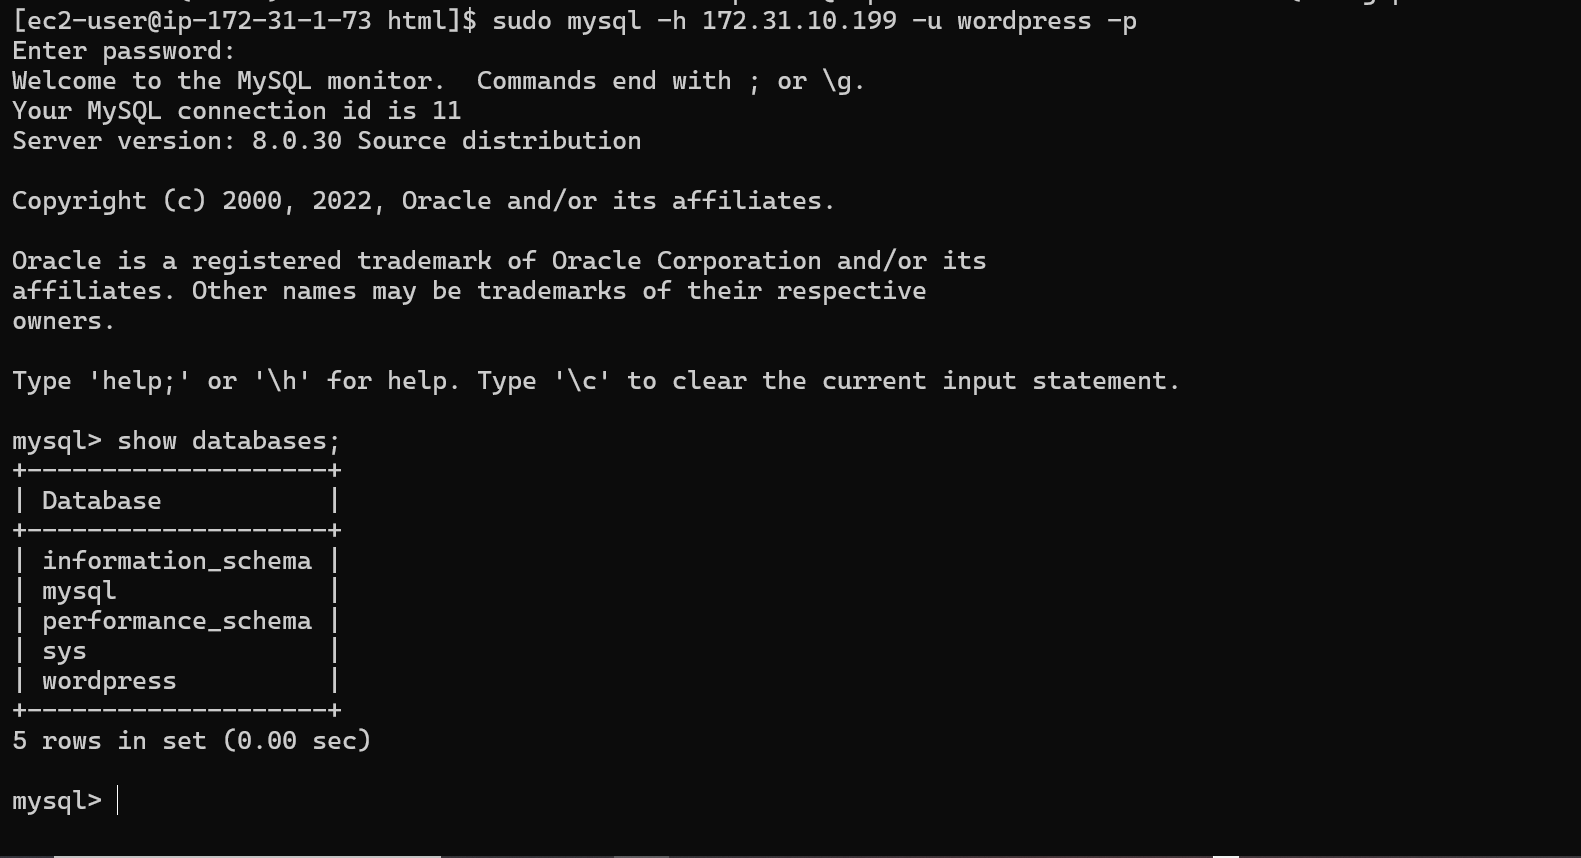 [ec2-user@ip-172-31-1-73 html]$ sudo mysql -h 172.31.10.199 -u wordpress -p
Enter password:
Welcome to the MySQL monitor.  Commands end with ; or \g.
Your MySQL connection id is 11
Server version: 8.0.30 Source distribution

Copyright (c) 2000, 2022, Oracle and/or its affiliates.

Oracle is a registered trademark of Oracle Corporation and/or its
affiliates. Other names may be trademarks of their respective
owners.

Type 'help;' or '\h' for help. Type '\c' to clear the current input statement.

mysql> show databases;
+--------------------+
| Database           |
+--------------------+
| information_schema |
| mysql              |
| performance_schema |
| sys                |
| wordpress          |
+--------------------+
5 rows in set (0.00 sec)

mysql>